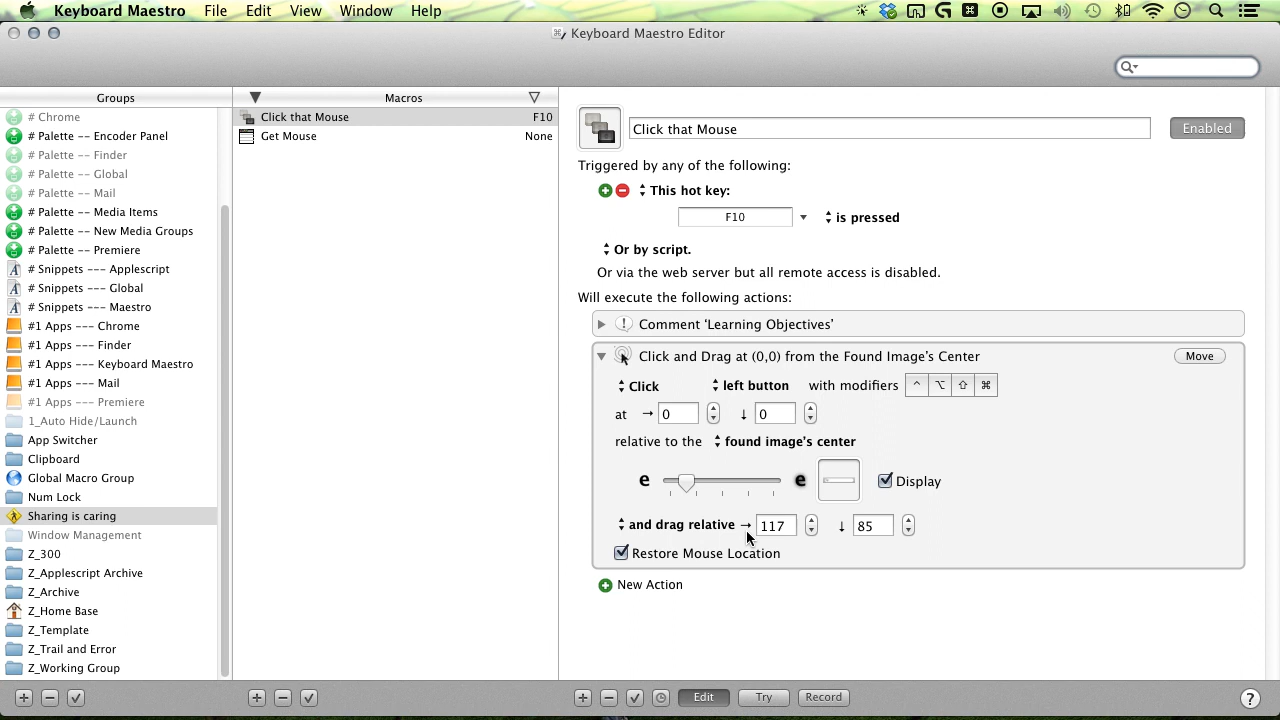 Keyboard Maestro File Edit View Window Help
Keyboard Maestro Editor
Groups
# Chrome
# Palette -- Encoder Panel
# Palette -- Finder
# Palette -- Global
# Palette -- Mail
# Palette -- Media Items
# Palette -- New Media Groups
# Palette -- Premiere
# Snippets --- Applescript
# Snippets --- Global
# Snippets --- Maestro
#1 Apps --- Chrome
#1 Apps --- Finder
#1 Apps --- Keyboard Maestro
#1 Apps --- Mail
#1 Apps --- Premiere
1_Auto Hide/Launch
App Switcher
Clipboard
Global Macro Group
Num Lock
Sharing is caring
Window Management
Z_300
Z_Applescript Archive
Z_Archive
Z_Home Base
Z_Template
Z_Trail and Error
Z_Working Group
Macros
Click that Mouse F10
Get Mouse None
Click that Mouse Enabled
Triggered by any of the following:
This hot key:
F10 is pressed
Or by script.
Or via the web server but all remote access is disabled.
Will execute the following actions:
Comment ‘Learning Objectives’
Click and Drag at (0,0) from the Found Image's Center Move
Click left button with modifiers ^ ⌥ ⇧ ⌘
at → 0 ↓ 0
relative to the found image's center
e e Display
and drag relative → 117 ↓ 85
Restore Mouse Location
New Action
Edit Try Record ?